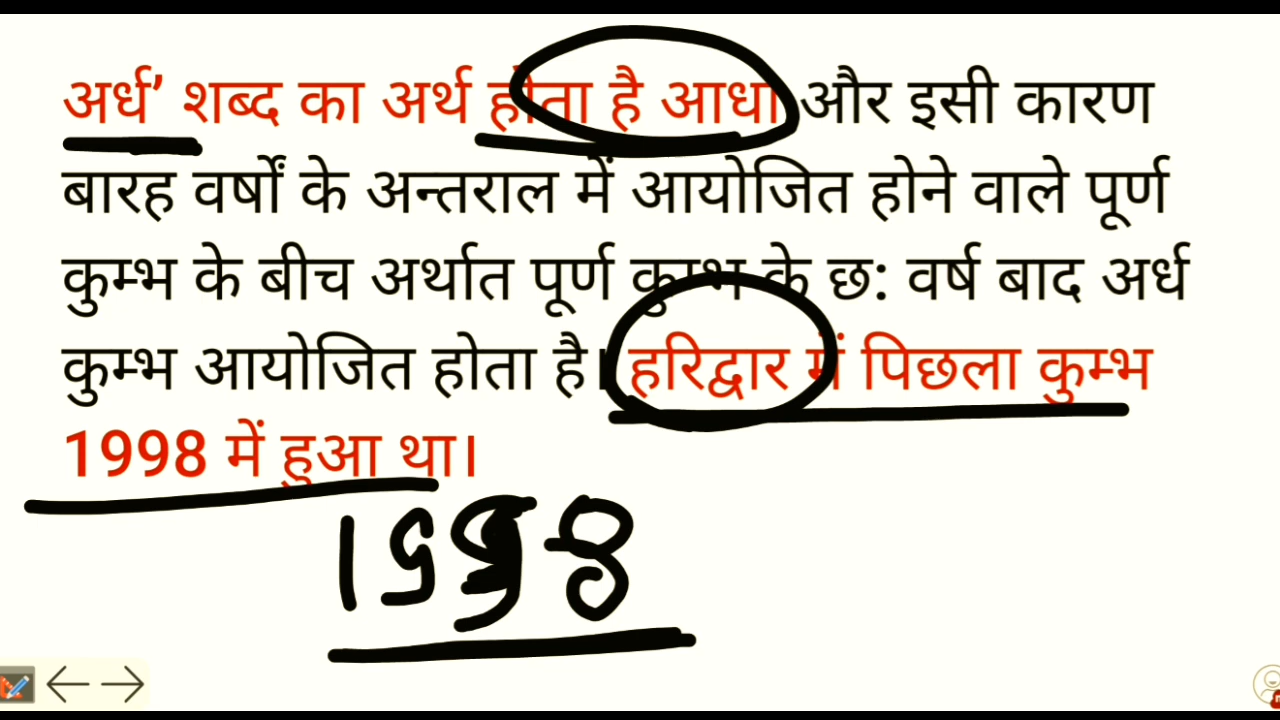 अर्ध’ शब्द का अर्थ होता है आधा और इसी कारण
बारह वर्षों के अन्तराल में आयोजित होने वाले पूर्ण
कुम्भ के बीच अर्थात पूर्ण कुम्भ के छ: वर्ष बाद अर्ध
कुम्भ आयोजित होता है। हरिद्वार में पिछला कुम्भ
1998 में हुआ था।
1998